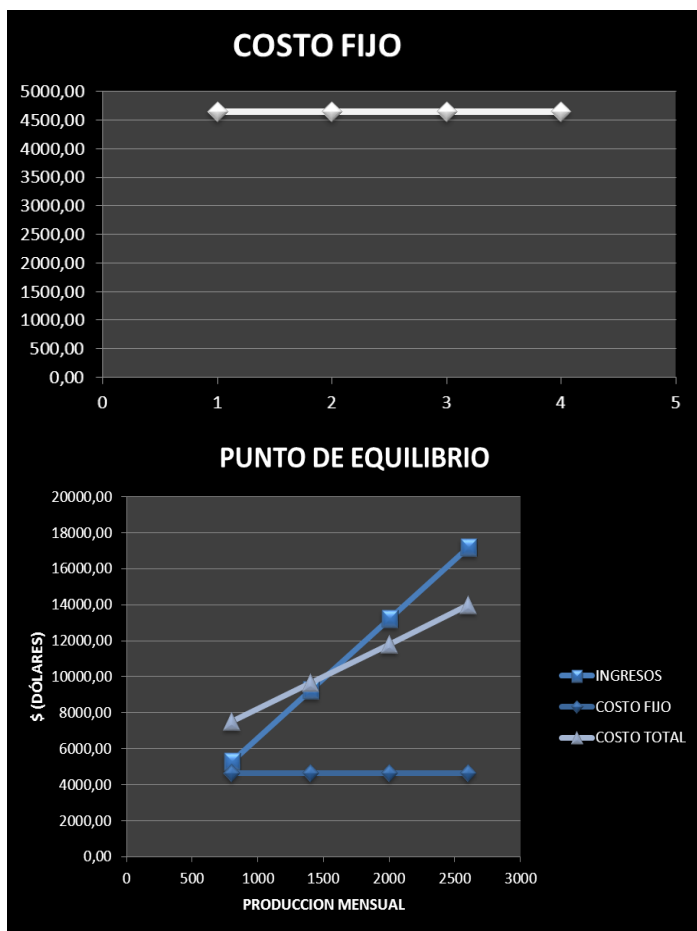 COSTO FIJO
5000,00
4500,00
4000,00
3500,00
3000,00
2500,00
2000,00
1500,00
1000,00
500,00
0,00
0 1 2 3 4 5
PUNTO DE EQUILIBRIO
20000,00
18000,00
16000,00
14000,00
12000,00
10000,00
8000,00
6000,00
4000,00
2000,00
0,00
$ (DÓLARES)
0 500 1000 1500 2000 2500 3000
PRODUCCION MENSUAL
INGRESOS
COSTO FIJO
COSTO TOTAL